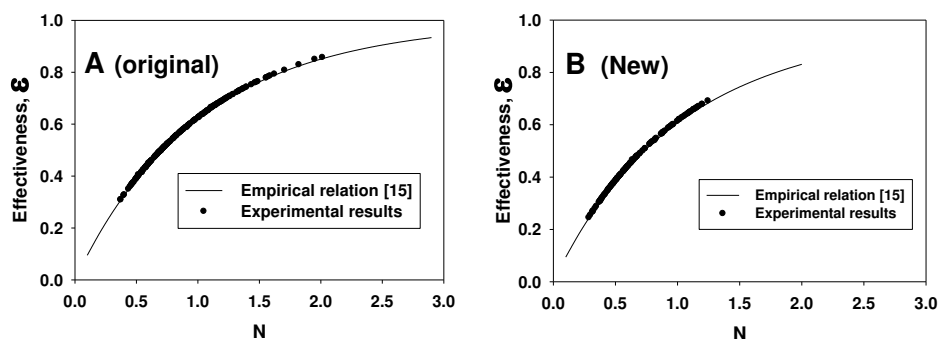 A (original)
Effectiveness, ε
1.0
0.8
0.6
0.4
0.2
0.0
Empirical relation [15]
Experimental results
0.0 0.5 1.0 1.5 2.0 2.5 3.0
N
B (New)
Effectiveness, ε
1.0
0.8
0.6
0.4
0.2
0.0
Empirical relation [15]
Experimental results
0.0 0.5 1.0 1.5 2.0 2.5 3.0
N